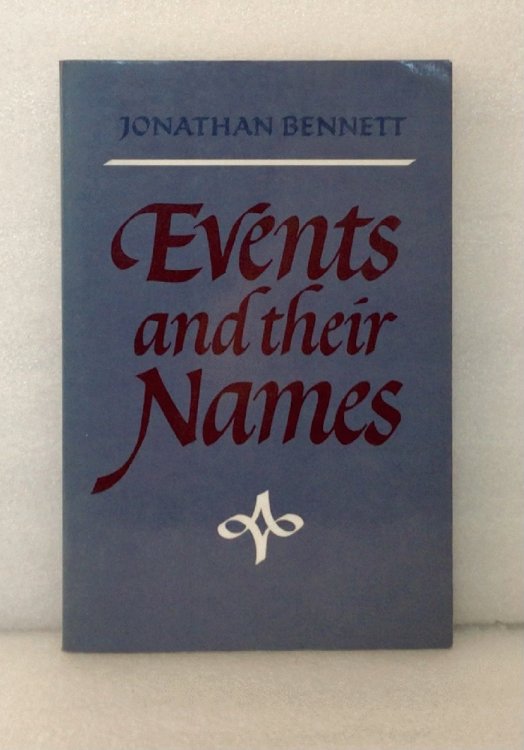 JONATHAN BENNETT
Events
and their
Names